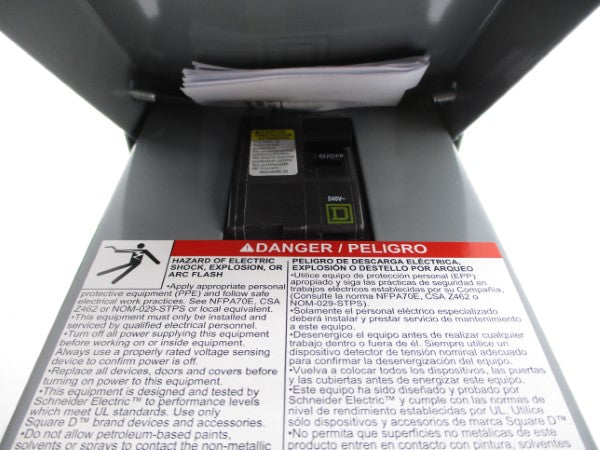 O/OFF
240V~
D
⚠DANGER / PELIGRO
HAZARD OF ELECTRIC
SHOCK, EXPLOSION, OR
ARC FLASH
•Apply appropriate personal
protective equipment (PPE) and follow safe
electrical work practices. See NFPA70E, CSA
Z462 or NOM-029-STPS or local equivalent.
•This equipment must only be installed and
serviced by qualified electrical personnel.
•Turn off all power supplying this equipment
before working on or inside equipment.
Always use a properly rated voltage sensing
device to confirm power is off.
•Replace all devices, doors and covers before
turning on power to this equipment.
•This equipment is designed and tested by
Schneider Electric™ to performance levels
which meet UL standards. Use only
Square D™ brand devices and accessories.
•Do not allow petroleum-based paints,
solvents or sprays to contact the non-metallic
PELIGRO DE DESCARGA ELÉCTRICA,
EXPLOSIÓN O DESTELLO POR ARQUEO
•Utilice equipo de protección personal (EPP)
apropiado y siga las prácticas de seguridad en
trabajos eléctricos establecidas por su Compañía,
(Consulte la norma NFPA70E, CSA Z462 o
NOM-029-STPS).
•Solamente el personal eléctrico especializado
deberá instalar y prestar servicio de mantenimiento
a este equipo.
•Desenergice el equipo antes de realizar cualquier
trabajo dentro o fuera de él. Siempre utilice un
dispositivo detector de tensión nominal adecuado
para confirmar la desenergización del equipo.
•Vuelva a colocar todos los dispositivos, las puertas
y las cubiertas antes de energizar este equipo.
•Este equipo ha sido diseñado y probado por
Schneider Electric™ y cumple con las normas de
nivel de rendimiento establecidas por UL. Utilice
sólo dispositivos y accesorios de marca Square D™
•No permita que superficies no metálicas de este
producto entren en contacto con pintura, solventes